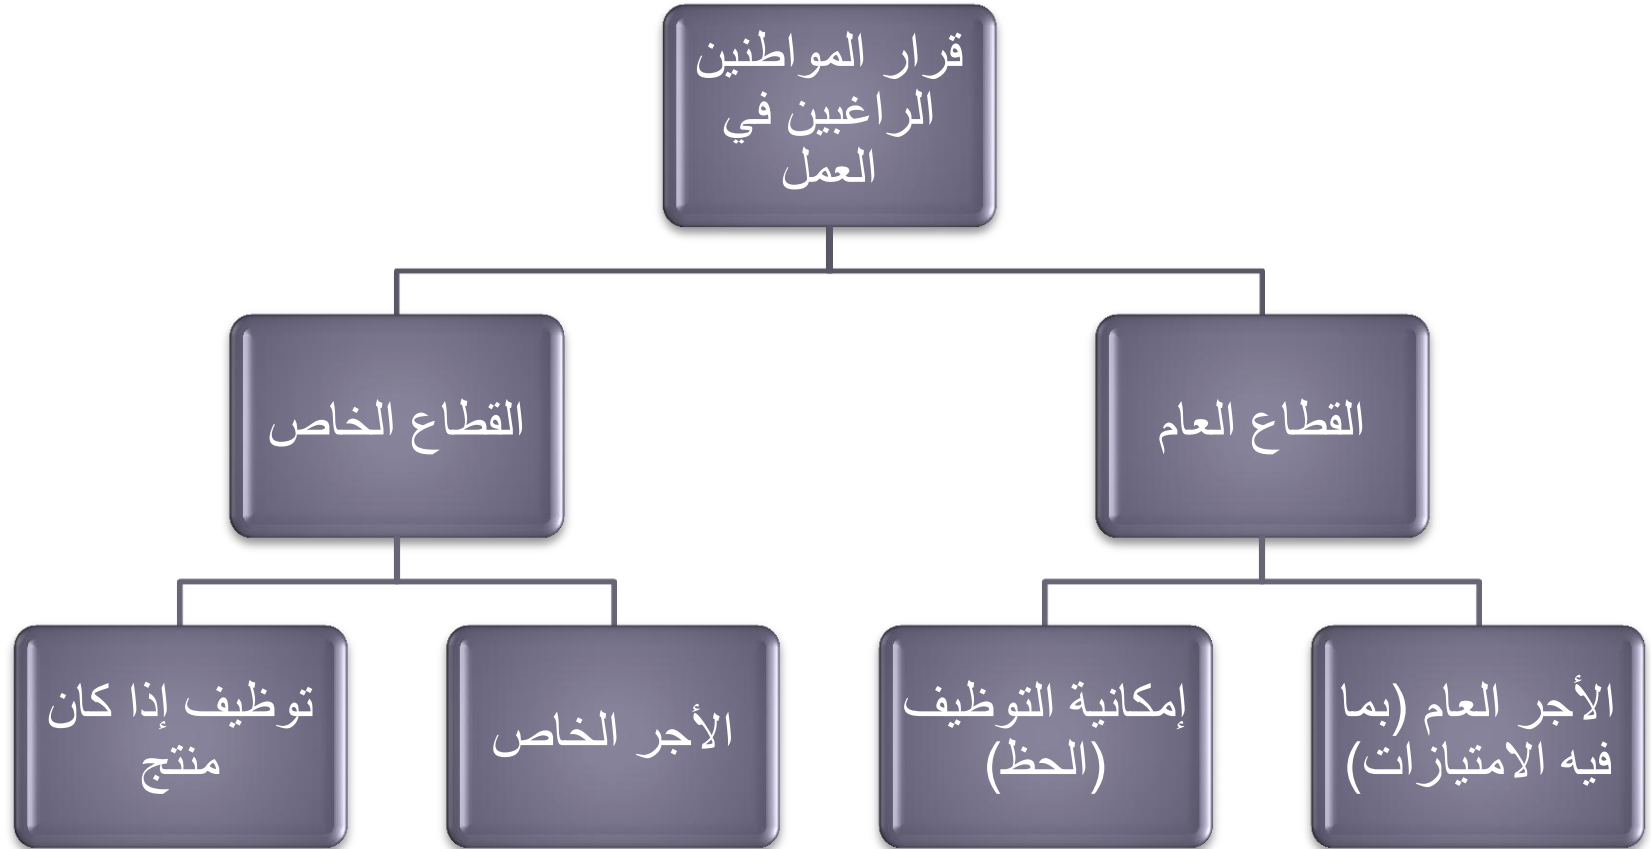 قرار المواطنين
الراغبين في
العمل
القطاع العام
القطاع الخاص
الأجر العام (بما
فيه الامتيازات)
إمكانية التوظيف
(الحظ)
الأجر الخاص
توظيف إذا كان
منتج